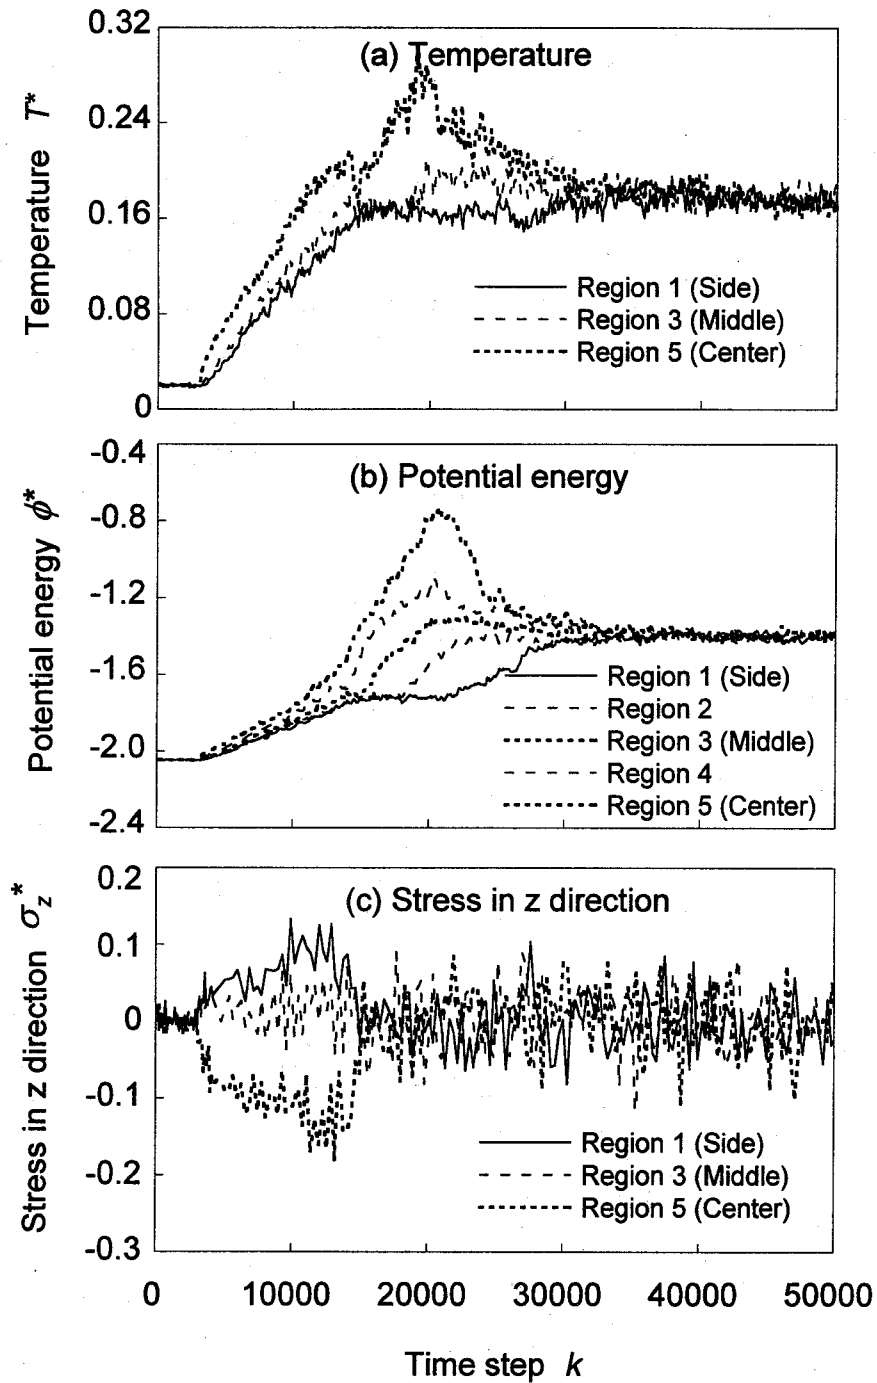 0.32
(a) Temperature
0.24
0.16
0.08
0
Temperature T*
Region 1 (Side)
Region 3 (Middle)
Region 5 (Center)
-0.4
(b) Potential energy
-0.8
-1.2
-1.6
-2.0
-2.4
Potential energy ϕ*
Region 1 (Side)
Region 2
Region 3 (Middle)
Region 4
Region 5 (Center)
0.2
(c) Stress in z direction
0.1
0
-0.1
-0.2
-0.3
Stress in z direction σz*
Region 1 (Side)
Region 3 (Middle)
Region 5 (Center)
0 10000 20000 30000 40000 50000
Time step k